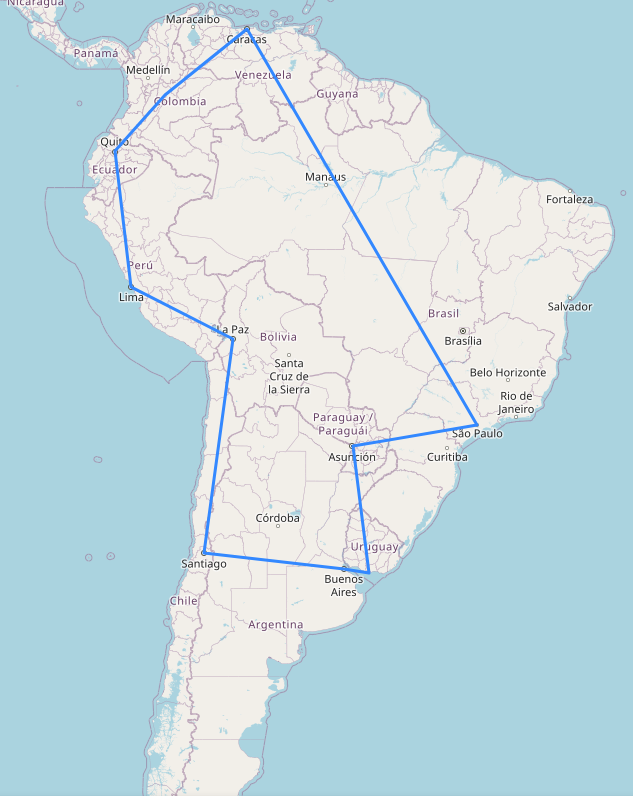 Nicaragua
Maracaibo
Caracas
Panamá
Medellín
Venezuela
Guyana
Colombia
Quito
Ecuador
Manaus
Fortaleza
Perú
Lima
Salvador
Brasil
La Paz
Bolivia
Brasília
Santa
Cruz de
la Sierra
Belo Horizonte
Rio de
Janeiro
Paraguay /
Paraguái
São Paulo
Asunción
Curitiba
Córdoba
Uruguay
Santiago
Buenos
Aires
Chile
Argentina